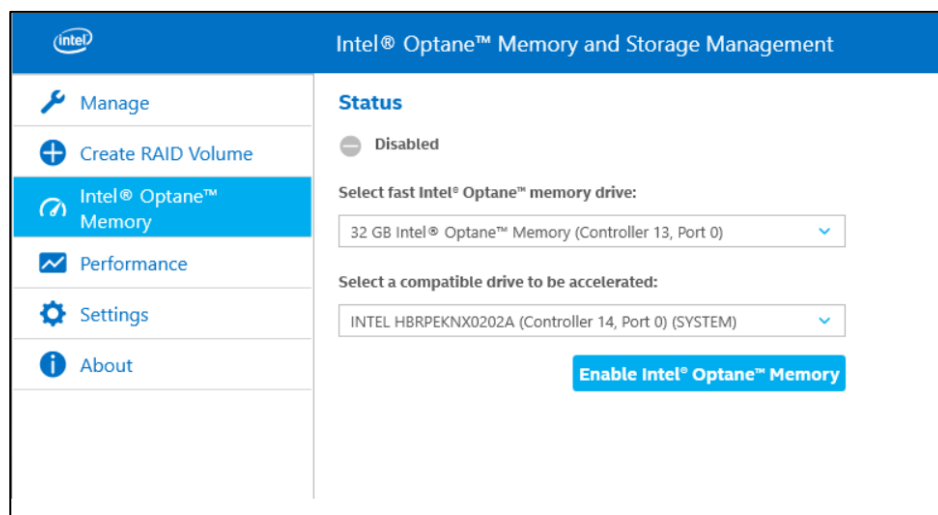 intel
Intel® Optane™ Memory and Storage Management
Manage
Create RAID Volume
Intel® Optane™
Memory
Performance
Settings
About
Status
Disabled
Select fast Intel® Optane™ memory drive:
32 GB Intel® Optane™ Memory (Controller 13, Port 0)
Select a compatible drive to be accelerated:
INTEL HBRPEKNX0202A (Controller 14, Port 0) (SYSTEM)
Enable Intel® Optane™ Memory